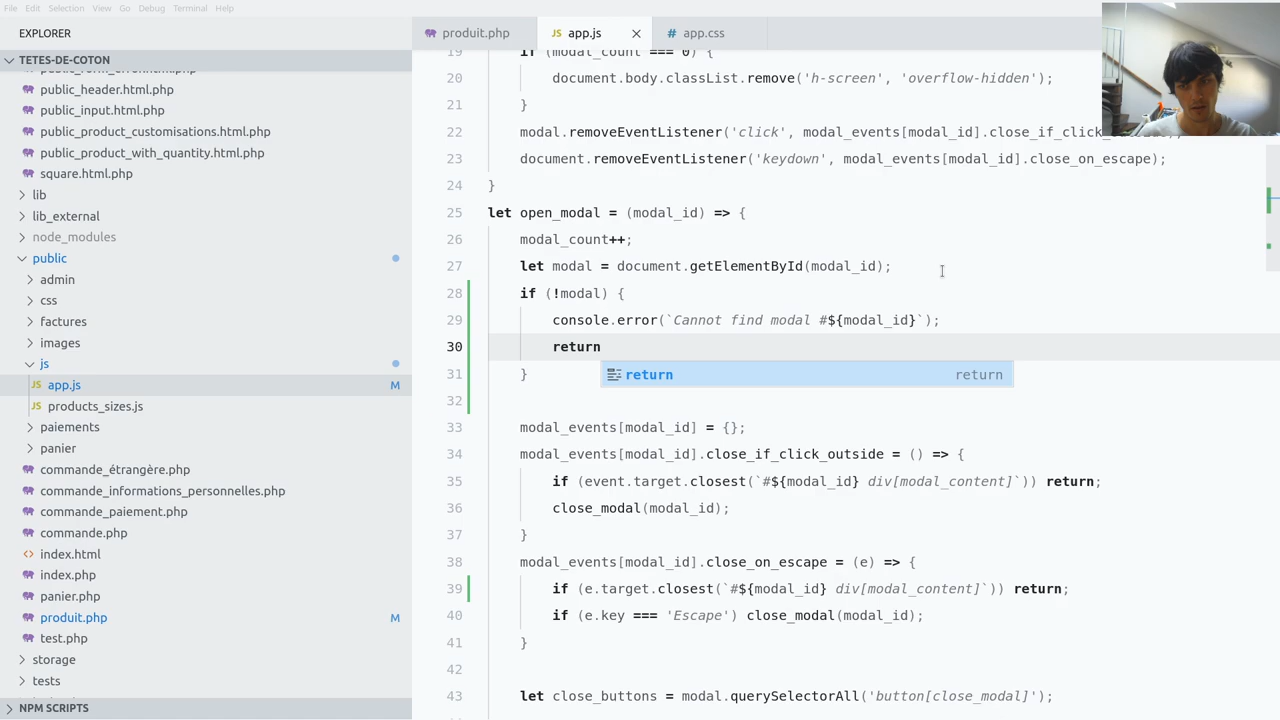 File Edit Selection View Go Debug Terminal Help
EXPLORER
TETES-DE-COTON
public_header.html.php
public_input.html.php
public_product_customisations.html.php
public_product_with_quantity.html.php
square.html.php
lib
lib_external
node_modules
public
admin
css
factures
images
js
JS app.js M
JS products_sizes.js
paiements
panier
commande_étrangère.php
commande_informations_personnelles.php
commande_paiement.php
commande.php
<> index.html
index.php
panier.php
produit.php M
test.php
storage
tests
NPM SCRIPTS
produit.php JS app.js × # app.css
19 if (modal_count === 0) {
20 document.body.classList.remove('h-screen', 'overflow-hidden');
21 }
22 modal.removeEventListener('click', modal_events[modal_id].close_if_click_
23 document.removeEventListener('keydown', modal_events[modal_id].close_on_escape);
24 }
25 let open_modal = (modal_id) => {
26 modal_count++;
27 let modal = document.getElementById(modal_id);
28 if (!modal) {
29 console.error(`Cannot find modal #${modal_id}`);
30 return
return return
31 }
32
33 modal_events[modal_id] = {};
34 modal_events[modal_id].close_if_click_outside = () => {
35 if (event.target.closest(`#${modal_id} div[modal_content]`)) return;
36 close_modal(modal_id);
37 }
38 modal_events[modal_id].close_on_escape = (e) => {
39 if (e.target.closest(`#${modal_id} div[modal_content]`)) return;
40 if (e.key === 'Escape') close_modal(modal_id);
41 }
42
43 let close_buttons = modal.querySelectorAll('button[close_modal]');